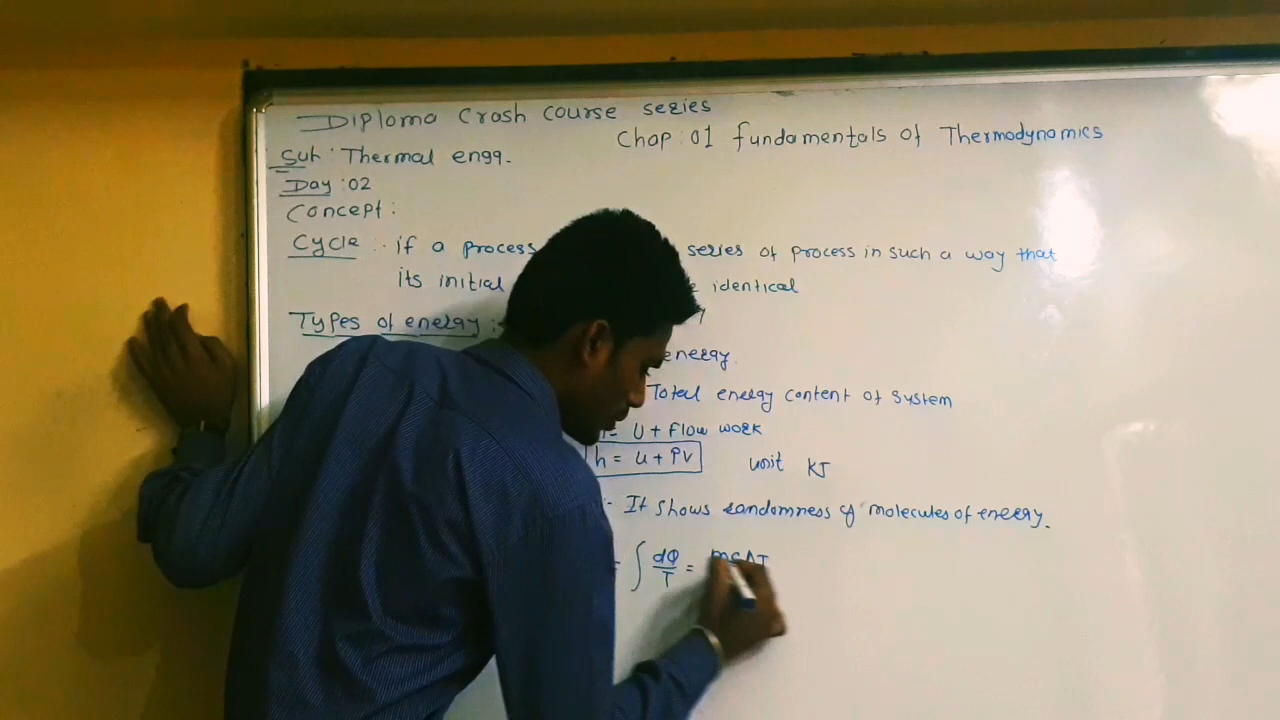 Diploma Crash course series
Chap:01 fundamentals of Thermodynamics
Sub: Thermal engg.
Day:02
Concept:
Cycle:- if a process series of process in such a way that
its initial identical
Types of energy:-
energy.
Total energy content of system
h= U + Flow work
h = u + PV unit KJ
:- It shows randomness of molecules of energy.
= ∫ dQ/T = mcΔT